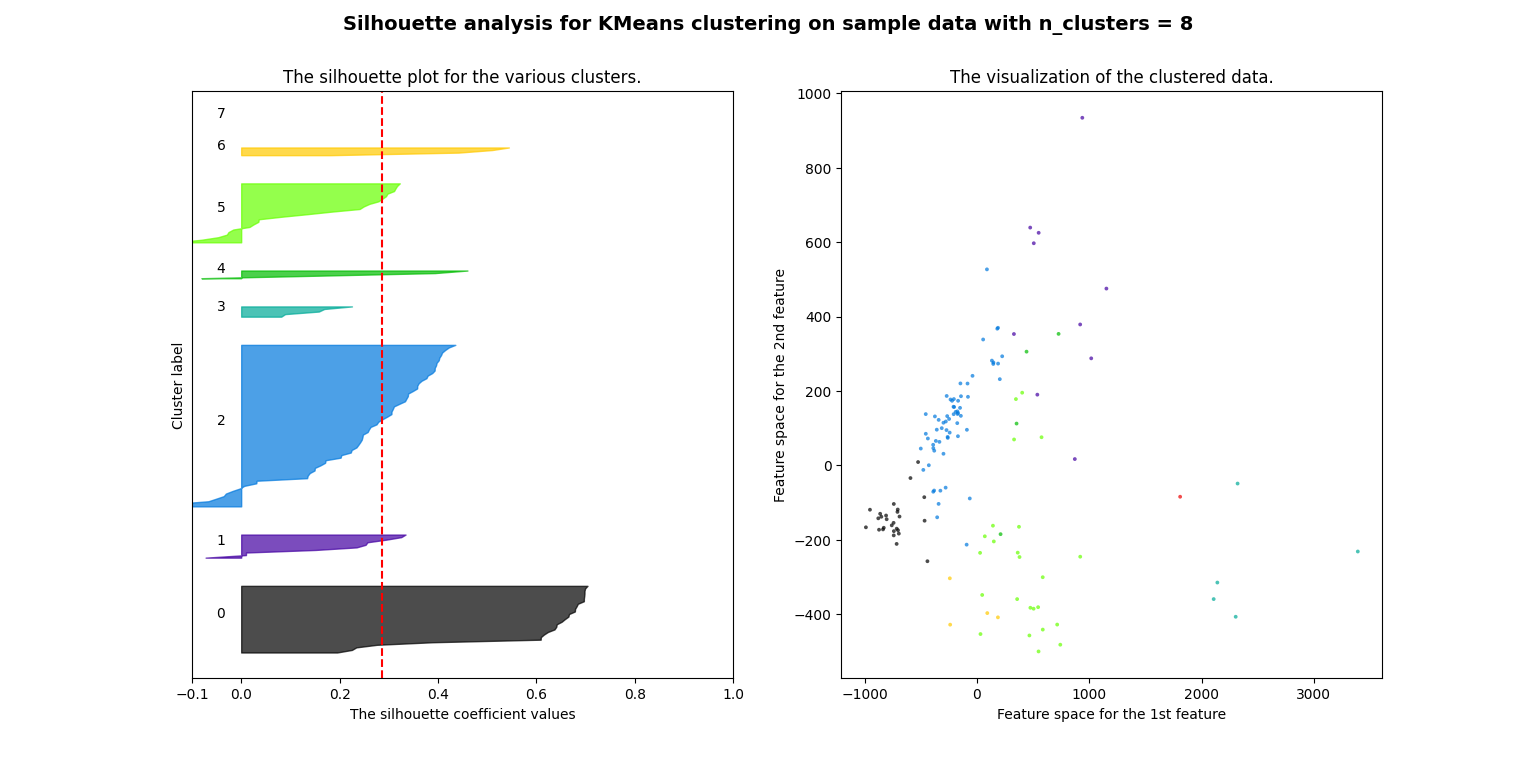 Silhouette analysis for KMeans clustering on sample data with n_clusters = 8
The silhouette plot for the various clusters.
7
6
5
4
3
2
1
0
Cluster label
−0.1 0.0 0.2 0.4 0.6 0.8 1.0
The silhouette coefficient values
The visualization of the clustered data.
1000
800
600
400
200
0
−200
−400
Feature space for the 2nd feature
−1000 0 1000 2000 3000
Feature space for the 1st feature